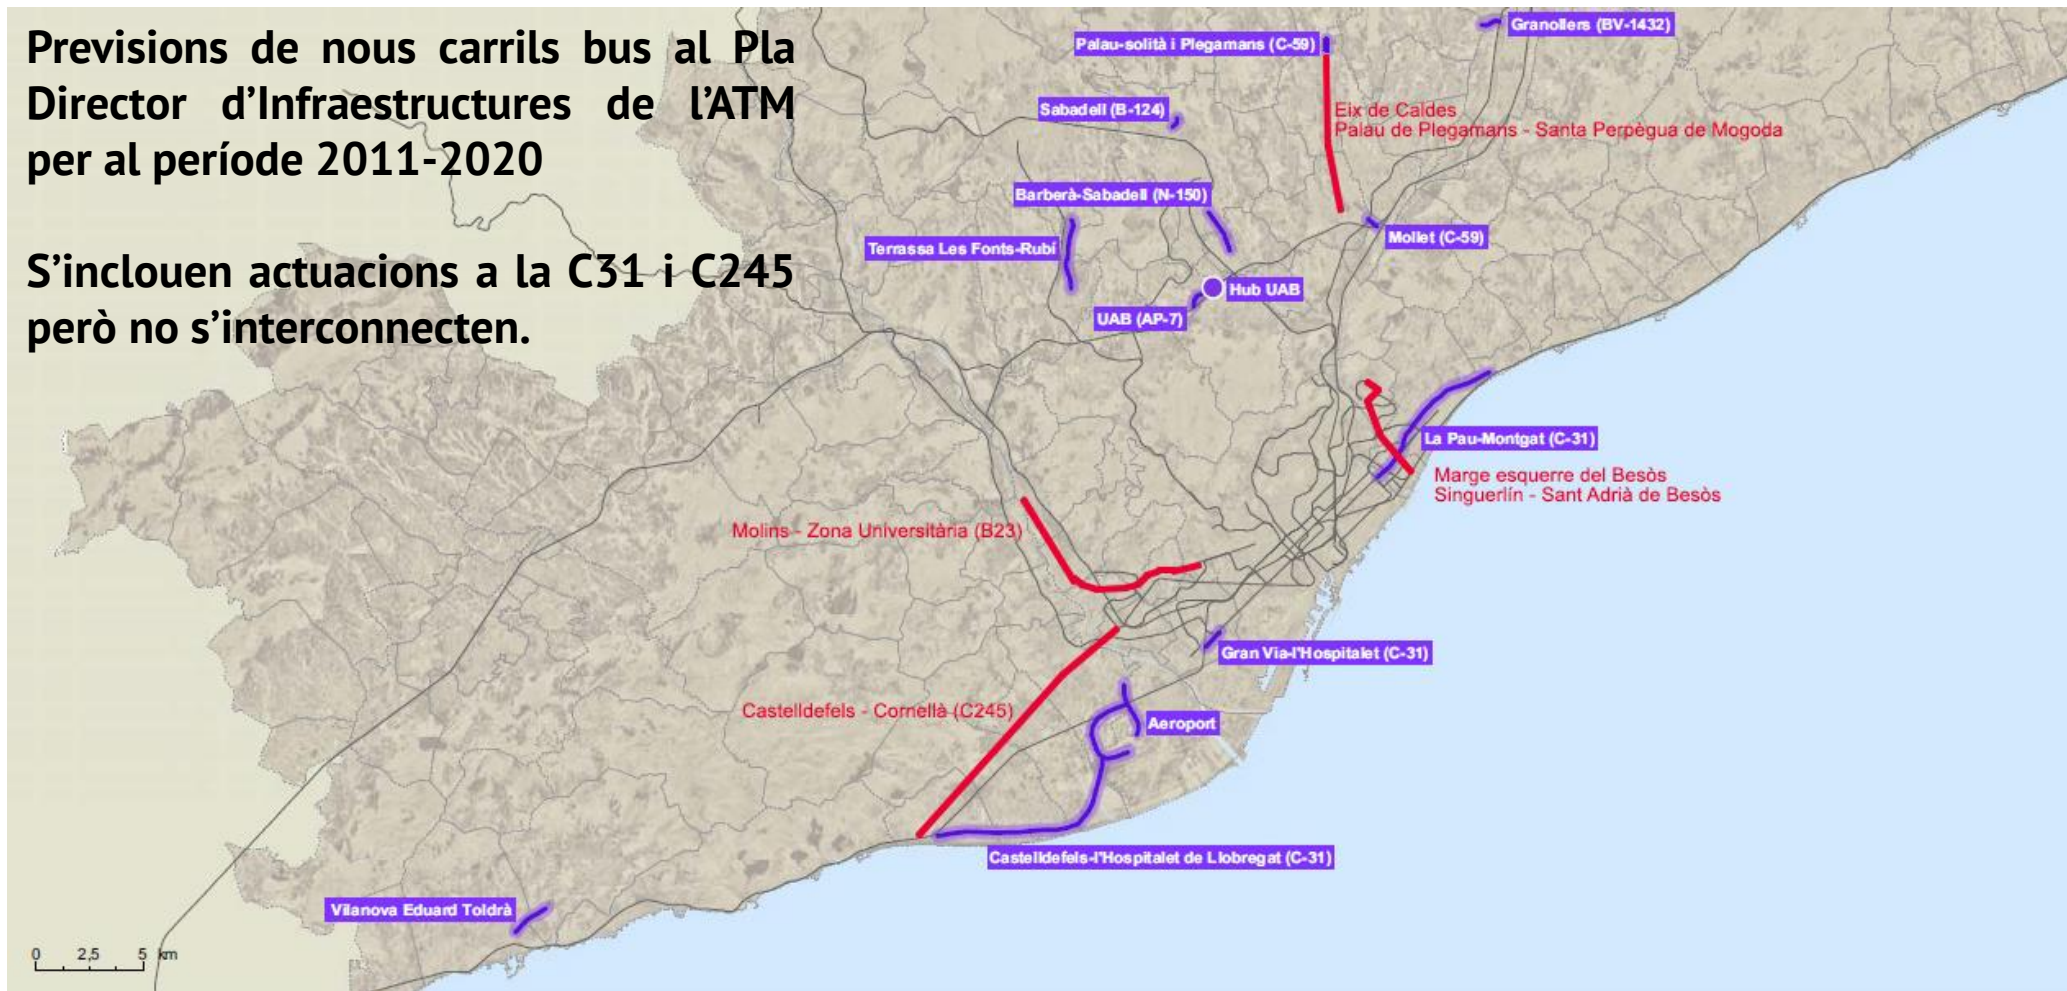 Previsions de nous carrils bus al Pla
Director d’Infraestructures de l’ATM
per al període 2011-2020
S’inclouen actuacions a la C31 i C245
però no s’interconnecten.
Granollers (BV-1432)
Palau-solità i Plegamans (C-59)
Sabadell (B-124)
Eix de Caldes
Palau de Plegamans - Santa Perpègua de Mogoda
Barberà-Sabadell (N-150)
Mollet (C-59)
Terrassa Les Fonts-Rubí
Hub UAB
UAB (AP-7)
La Pau-Montgat (C-31)
Marge esquerre del Besòs
Singuerlín - Sant Adrià de Besòs
Molins - Zona Universitària (B23)
Gran Via-l'Hospitalet (C-31)
Castelldefels - Cornellà (C245)
Aeroport
Castelldefels-l'Hospitalet de Llobregat (C-31)
Vilanova Eduard Toldrà
0 2,5 5 km